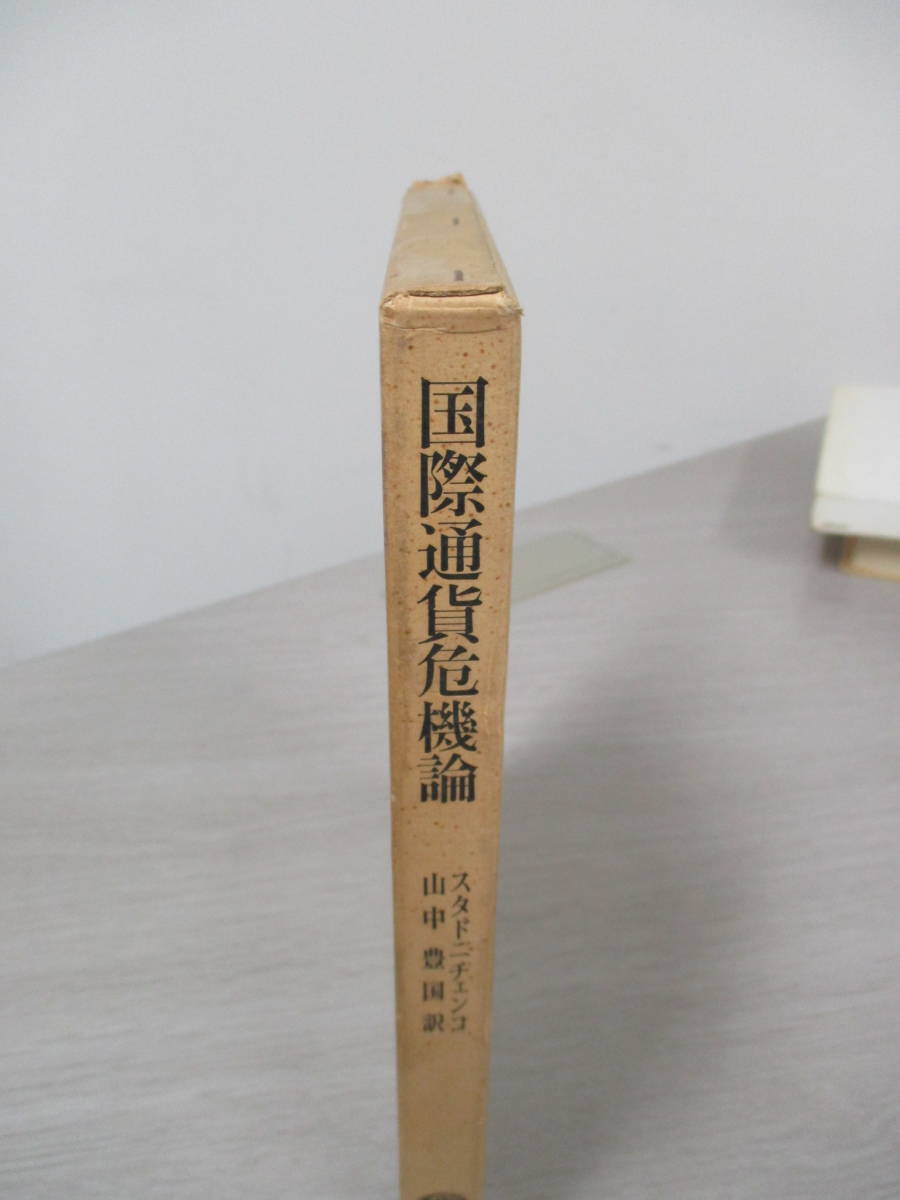 国際通貨危機論
スタドニチェンコ
山中豊国訳